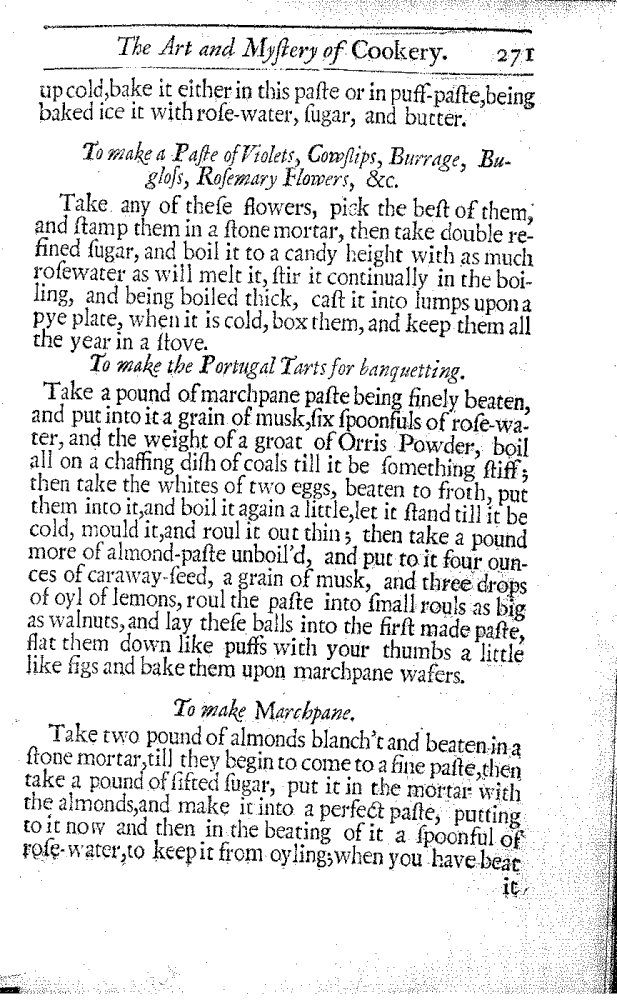 The Art and Myſtery of Cookery. 271
up cold,bake it either in this paſte or in puff-paſte,being
baked ice it with roſe-water, ſugar, and butter.
To make a Paſte of Violets, Cowſlips, Burrage, Bu-
gloſs, Roſemary Flowers, &c.
Take any of theſe flowers, pick the beſt of them,
and ſtamp them in a ſtone mortar, then take double re-
fined ſugar, and boil it to a candy height with as much
roſewater as will melt it, ſtir it continually in the boi-
ling, and being boiled thick, caſt it into lumps upon a
pye plate, when it is cold, box them, and keep them all
the year in a ſtove.
To make the Portugal Tarts for banquetting.
Take a pound of marchpane paſte being finely beaten,
and put into it a grain of musk,ſix ſpoonfuls of roſe-wa-
ter, and the weight of a groat of Orris Powder, boil
all on a chaffing diſh of coals till it be ſomething ſtiff;
then take the whites of two eggs, beaten to froth, put
them into it,and boil it again a little,let it ſtand till it be
cold, mould it,and roul it out thin; then take a pound
more of almond-paſte unboil'd, and put to it four oun-
ces of caraway-ſeed, a grain of musk, and three drops
of oyl of lemons, roul the paſte into ſmall rouls as big
as walnuts, and lay theſe balls into the firſt made paſte,
flat them down like puffs with your thumbs a little
like figs and bake them upon marchpane wafers.
To make Marchpane.
Take two pound of almonds blanch't and beaten in a
ſtone mortar,till they begin to come to a fine paſte,then
take a pound of ſifted ſugar, put it in the mortar with
the almonds,and make it into a perfect paſte, putting
to it now and then in the beating of it a ſpoonful of
roſe-water,to keep it from oyling;when you have beat
it,